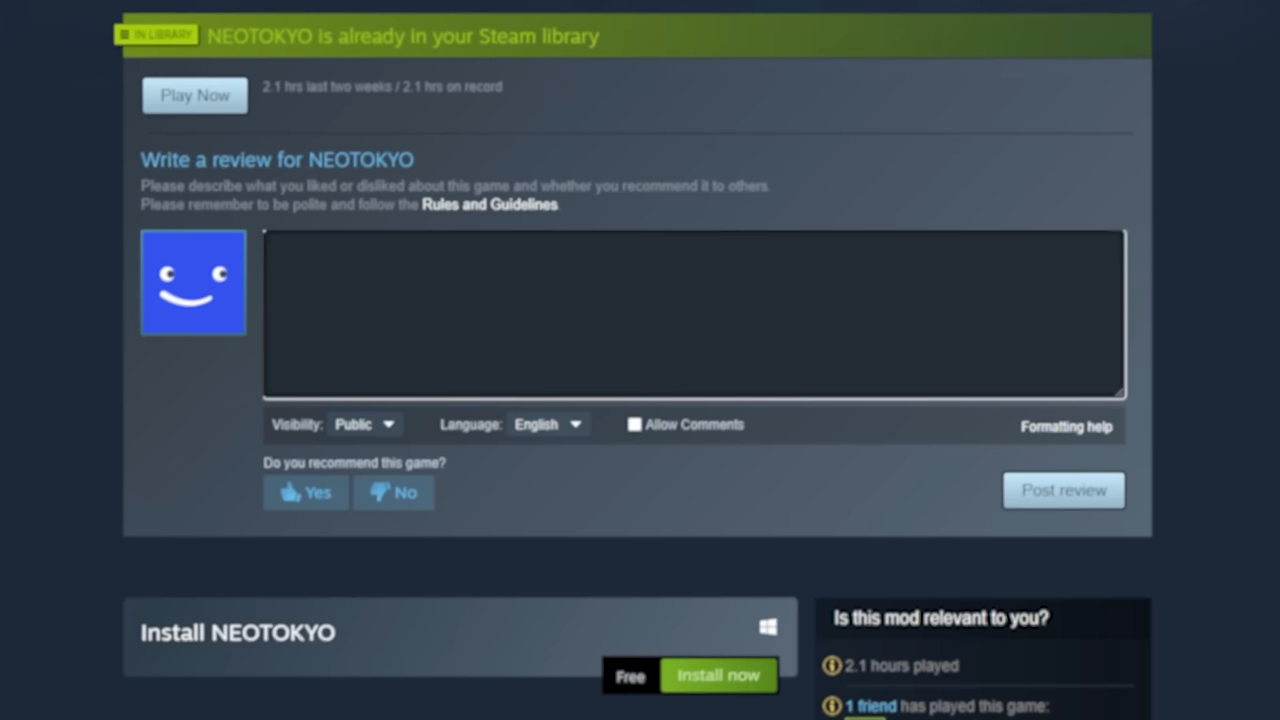 IN LIBRARY
NEOTOKYO is already in your Steam library
Play Now
2.1 hrs last two weeks / 2.1 hrs on record
Write a review for NEOTOKYO
Please describe what you liked or disliked about this game and whether you recommend it to others.
Please remember to be polite and follow the Rules and Guidelines.
Visibility: Public Language: English Allow Comments Formatting help
Do you recommend this game?
Yes No
Post review
Install NEOTOKYO
Free Install now
Is this mod relevant to you?
2.1 hours played
1 friend has played this game: